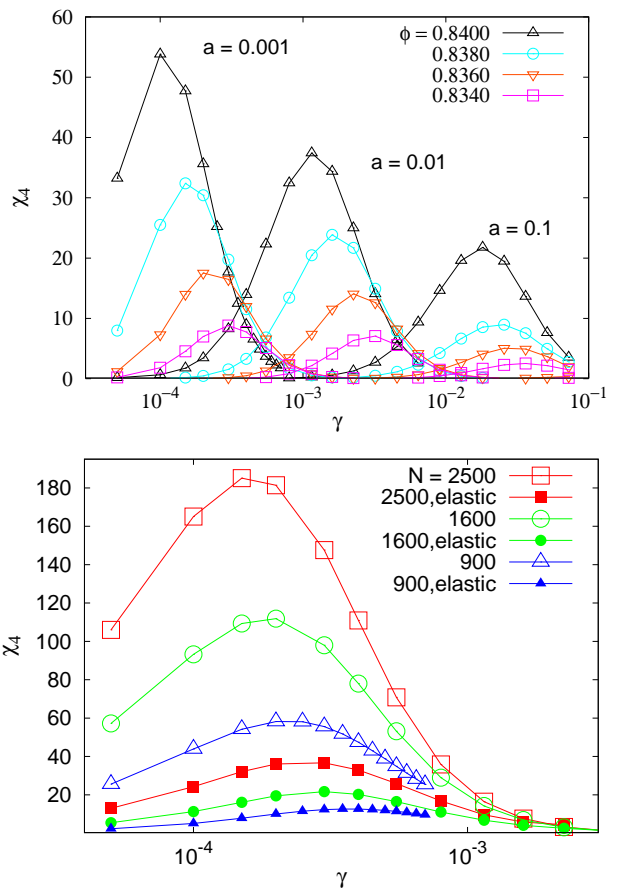 60
50
40
30
20
10
0
χ₄
a = 0.001
a = 0.01
a = 0.1
ϕ = 0.8400
0.8380
0.8360
0.8340
10⁻⁴
10⁻³
10⁻²
10⁻¹
γ
180
160
140
120
100
80
60
40
20
χ₄
N = 2500
2500,elastic
1600
1600,elastic
900
900,elastic
10⁻⁴
10⁻³
γ